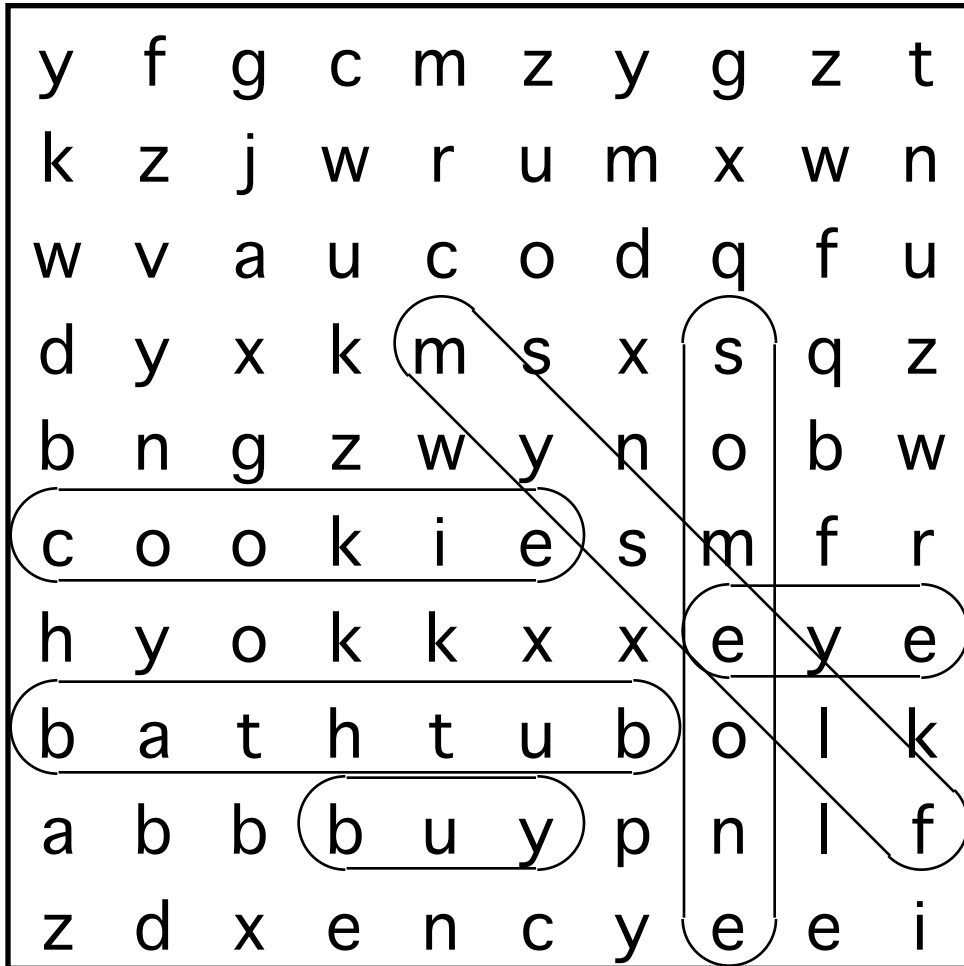 y f g c m z y g z t
k z j w r u m x w n
w v a u c o d q f u
d y x k m s x s q z
b n g z w y n o b w
c o o k i e s m f r
h y o k k x x e y e
b a t h t u b o l k
a b b b u y p n l f
z d x e n c y e e i